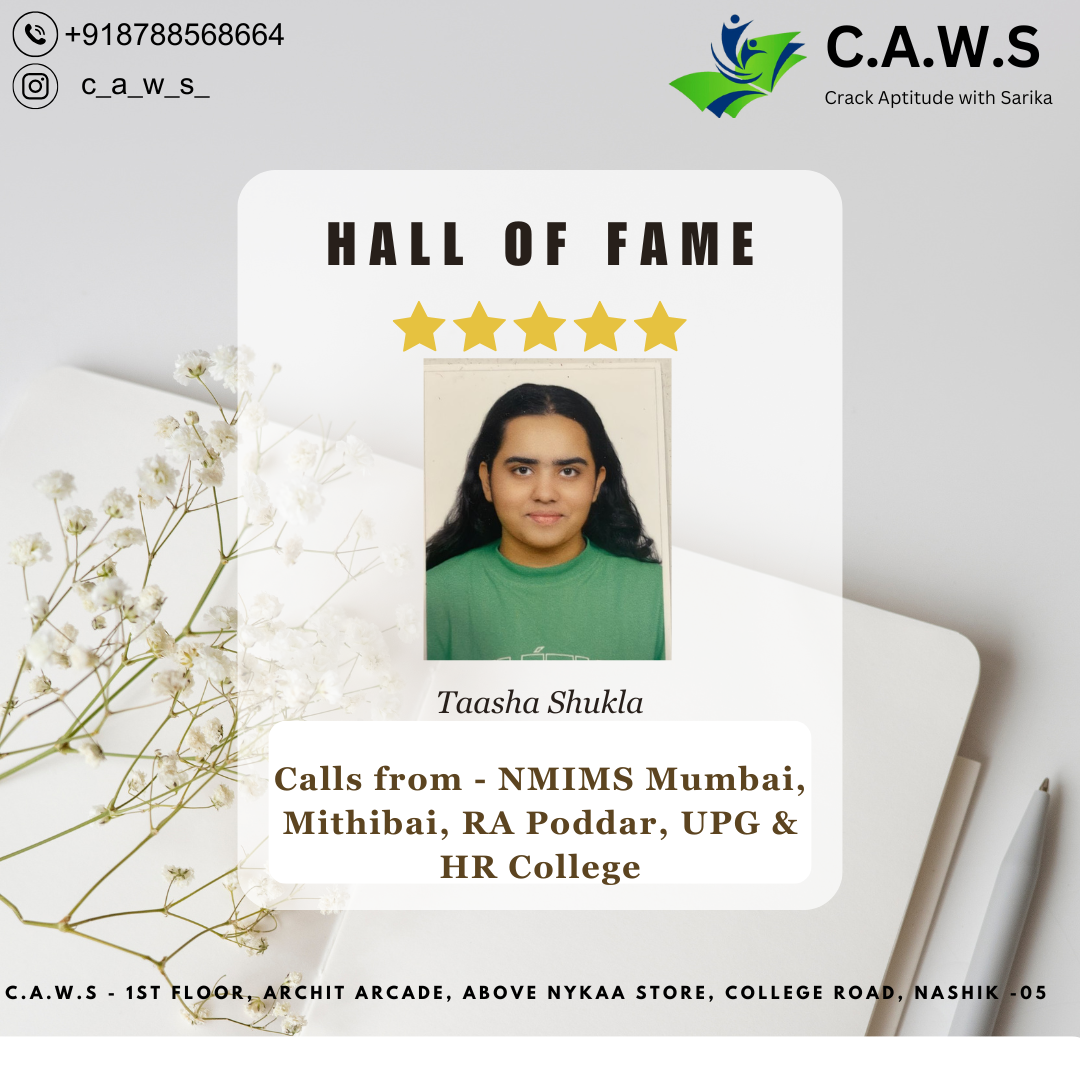 +918788568664
c_a_w_s_
C.A.W.S
Crack Aptitude with Sarika
HALL OF FAME
Taasha Shukla
Calls from - NMIMS Mumbai,
Mithibai, RA Poddar, UPG &
HR College
C.A.W.S - 1ST FLOOR, ARCHIT ARCADE, ABOVE NYKAA STORE, COLLEGE ROAD, NASHIK -05